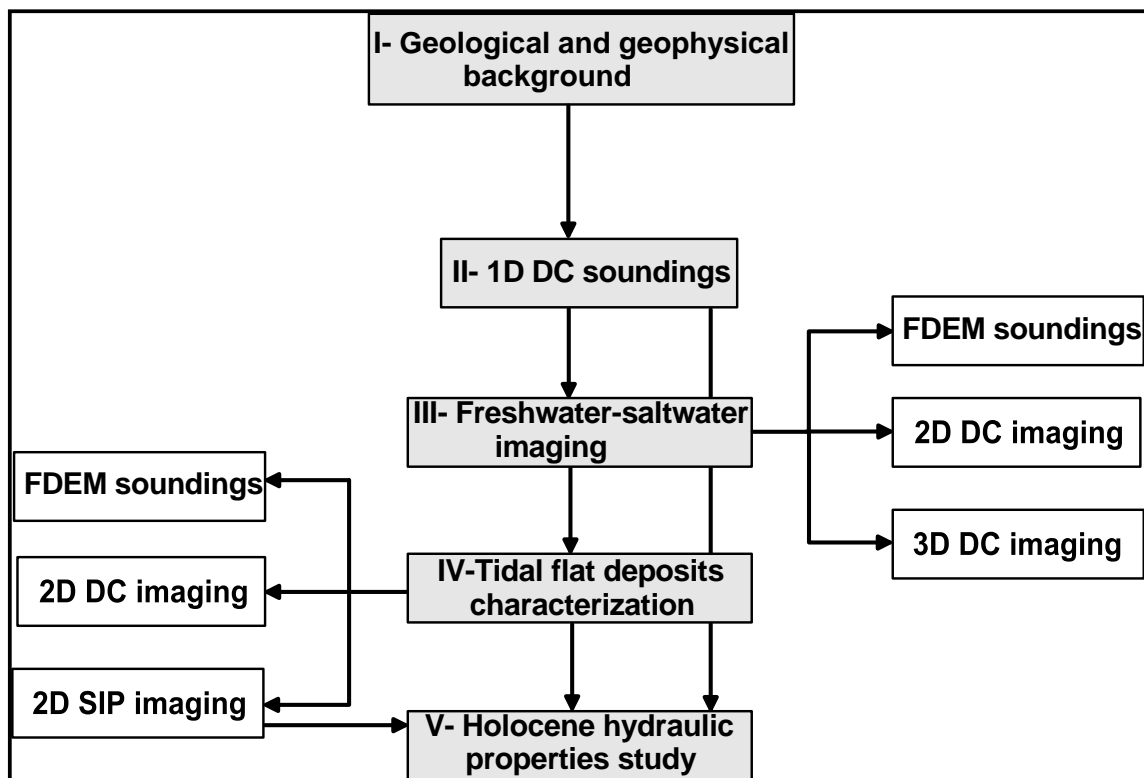 I- Geological and geophysical
background
II- 1D DC soundings
FDEM soundings
III- Freshwater-saltwater
imaging
2D DC imaging
3D DC imaging
FDEM soundings
IV-Tidal flat deposits
characterization
2D DC imaging
2D SIP imaging
V- Holocene hydraulic
properties study